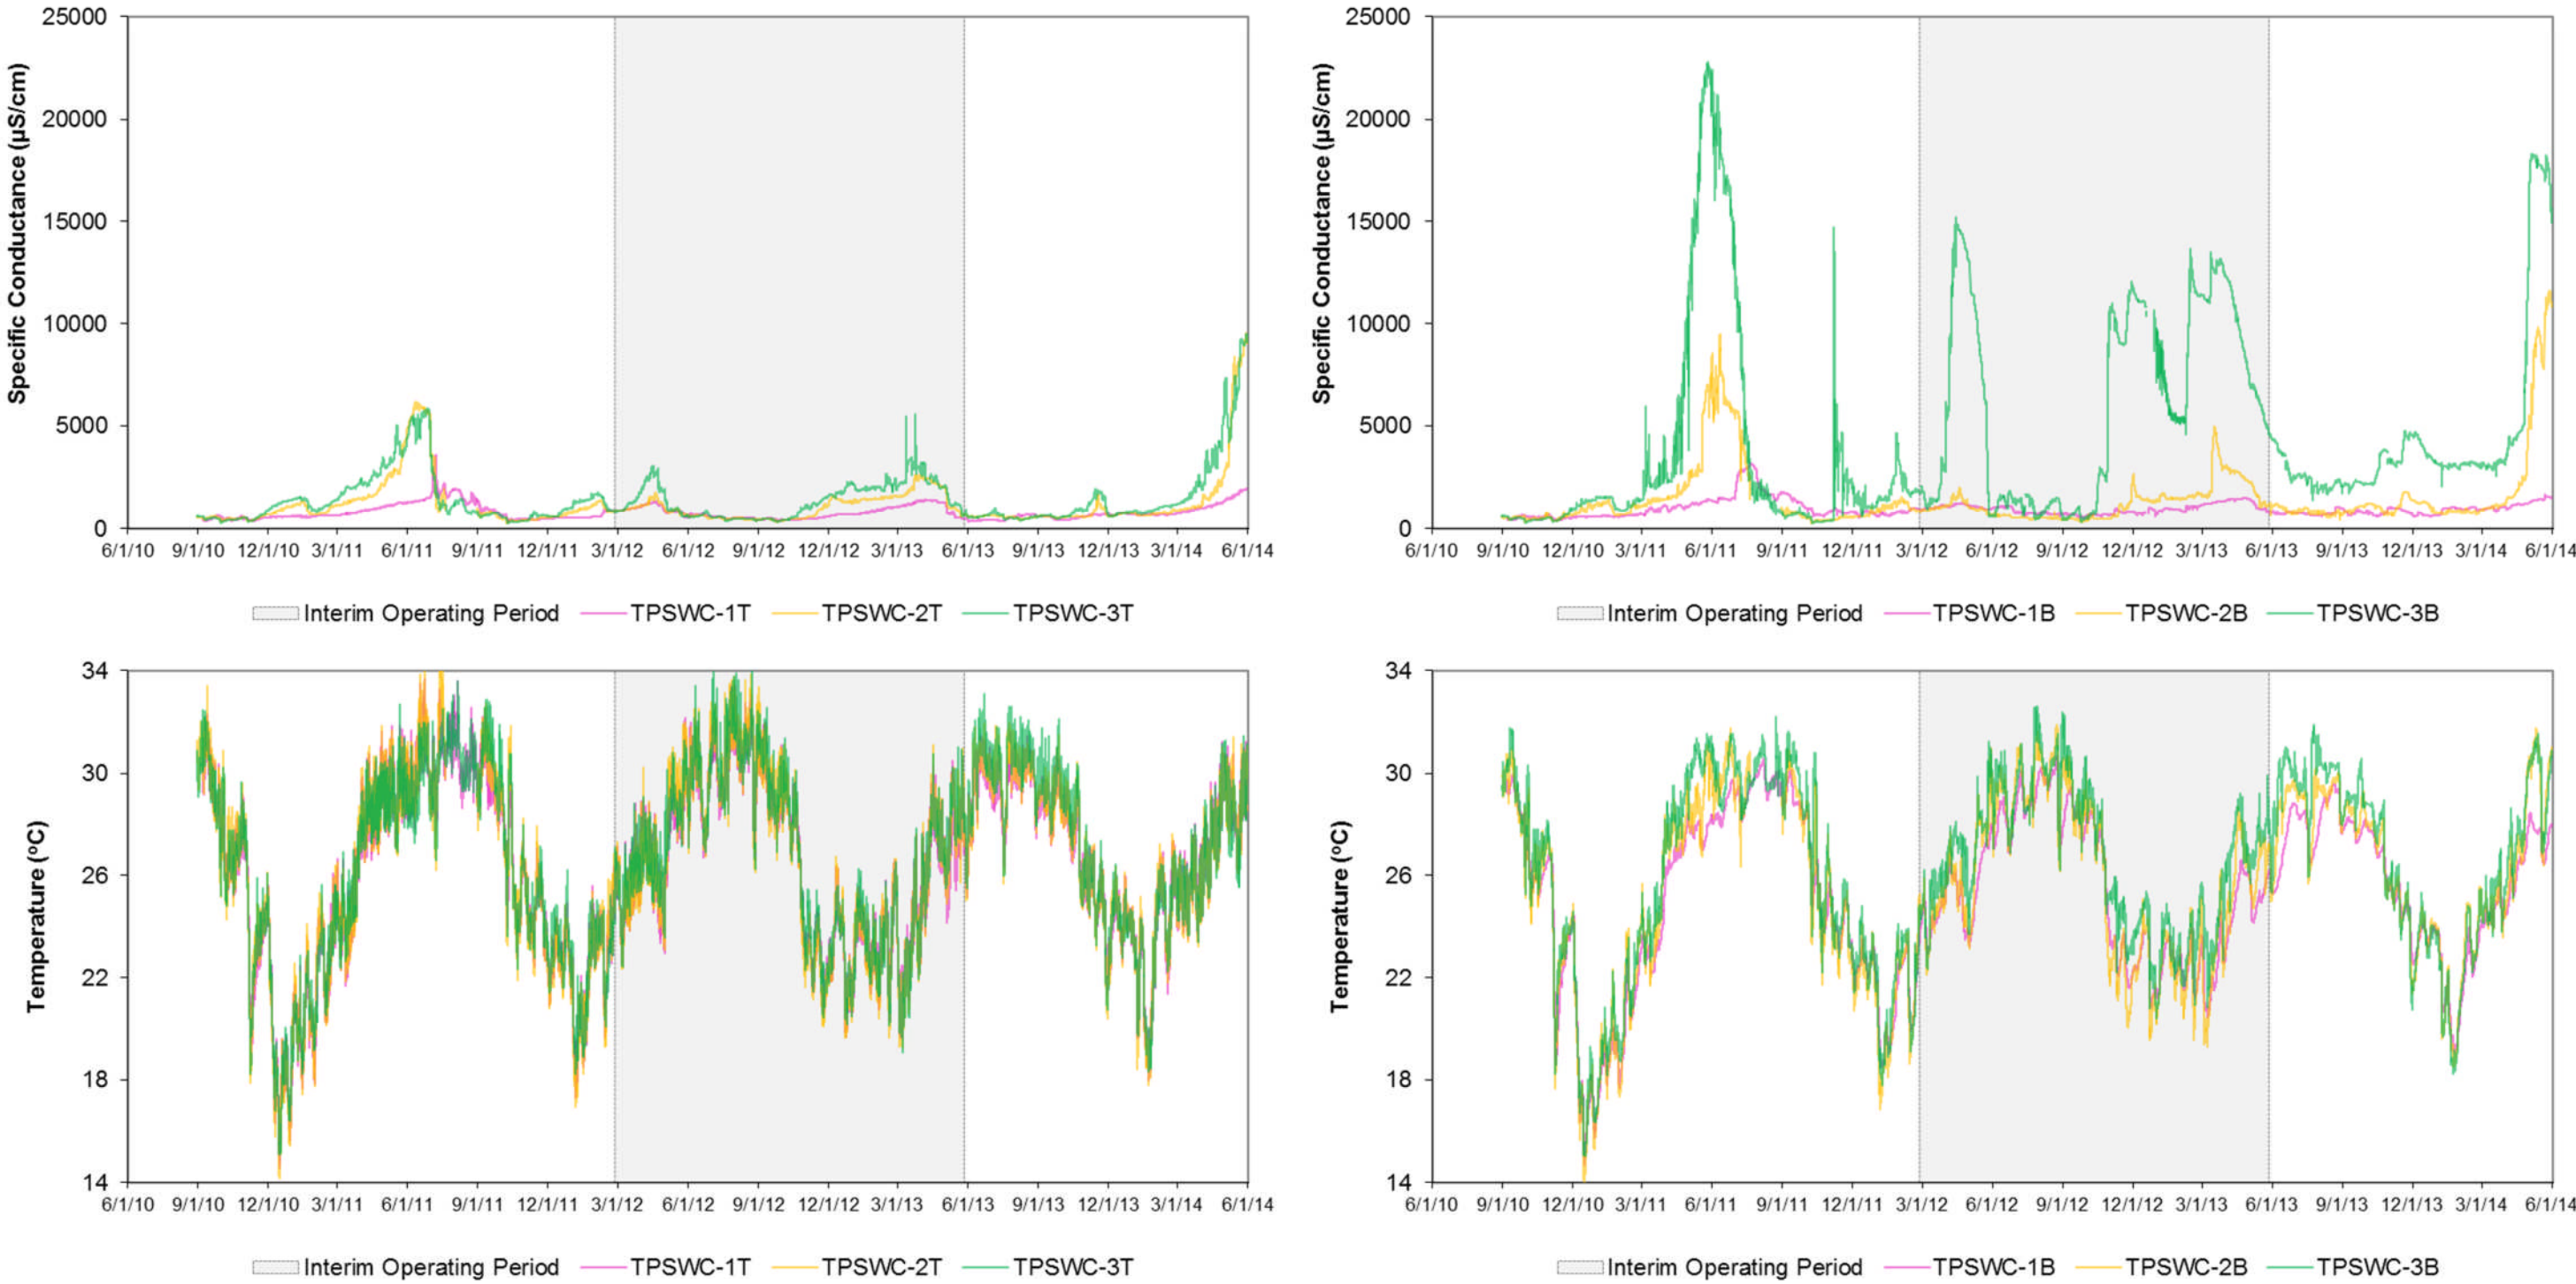 Specific Conductance (µS/cm)
25000
20000
15000
10000
5000
0
6/1/10 9/1/10 12/1/10 3/1/11 6/1/11 9/1/11 12/1/11 3/1/12 6/1/12 9/1/12 12/1/12 3/1/13 6/1/13 9/1/13 12/1/13 3/1/14 6/1/14
Interim Operating Period TPSWC-1T TPSWC-2T TPSWC-3T
Specific Conductance (µS/cm)
25000
20000
15000
10000
5000
0
6/1/10 9/1/10 12/1/10 3/1/11 6/1/11 9/1/11 12/1/11 3/1/12 6/1/12 9/1/12 12/1/12 3/1/13 6/1/13 9/1/13 12/1/13 3/1/14 6/1/14
Interim Operating Period TPSWC-1B TPSWC-2B TPSWC-3B
Temperature (ºC)
34
30
26
22
18
14
6/1/10 9/1/10 12/1/10 3/1/11 6/1/11 9/1/11 12/1/11 3/1/12 6/1/12 9/1/12 12/1/12 3/1/13 6/1/13 9/1/13 12/1/13 3/1/14 6/1/14
Interim Operating Period TPSWC-1T TPSWC-2T TPSWC-3T
Temperature (ºC)
34
30
26
22
18
14
6/1/10 9/1/10 12/1/10 3/1/11 6/1/11 9/1/11 12/1/11 3/1/12 6/1/12 9/1/12 12/1/12 3/1/13 6/1/13 9/1/13 12/1/13 3/1/14 6/1/14
Interim Operating Period TPSWC-1B TPSWC-2B TPSWC-3B